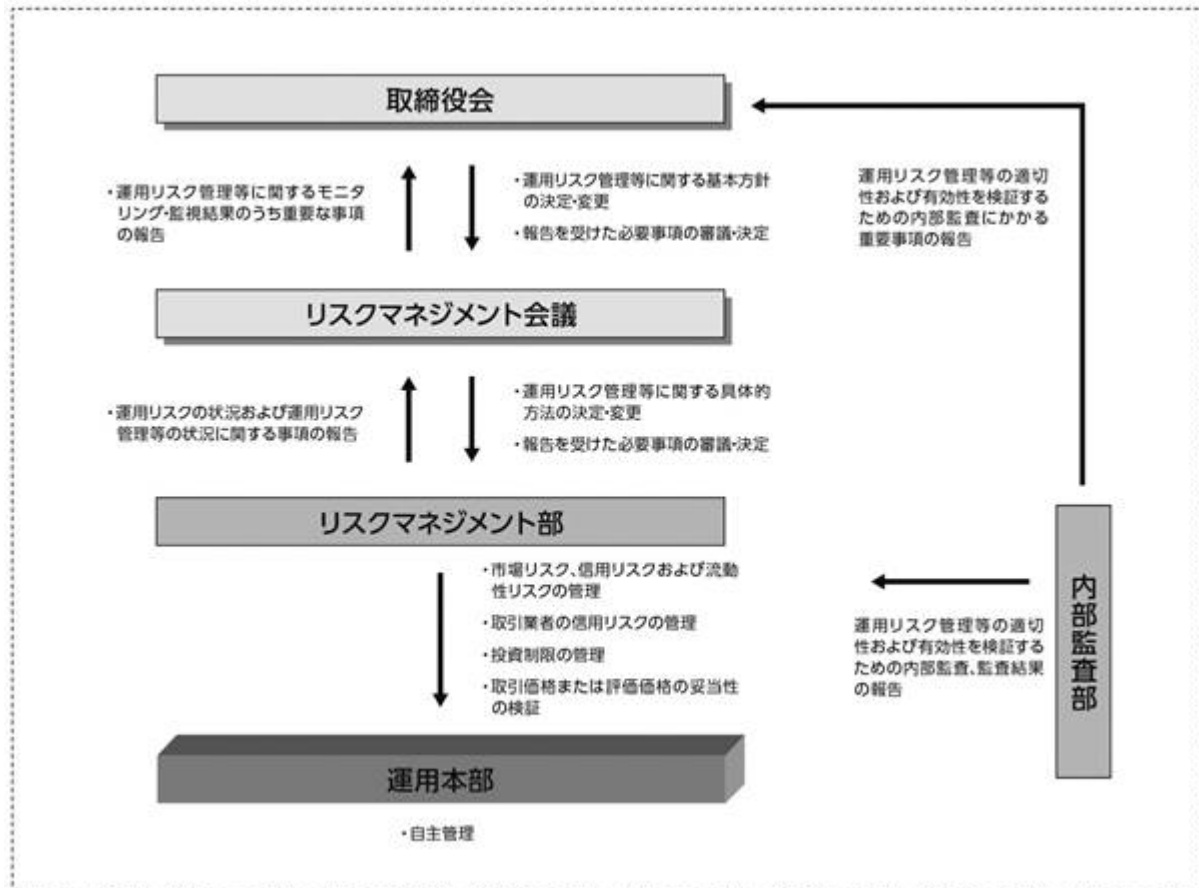 取締役会
・運用リスク管理等に関するモニタ
リング・監視結果のうち重要な事項
の報告
・運用リスク管理等に関する基本方針
の決定・変更
・報告を受けた必要事項の審議・決定
運用リスク管理等の適切
性および有効性を検証する
ための内部監査にかかる
重要事項の報告
リスクマネジメント会議
・運用リスクの状況および運用リスク
管理等の状況に関する事項の報告
・運用リスク管理等に関する具体的
方法の決定・変更
・報告を受けた必要事項の審議・決定
リスクマネジメント部
・市場リスク、信用リスクおよび流動
性リスクの管理
・取引業者の信用リスクの管理
・投資制限の管理
・取引価格または評価価格の妥当性
の検証
運用リスク管理等の適切
性および有効性を検証する
ための内部監査、監査結果
の報告
内部監査部
運用本部
・自主管理